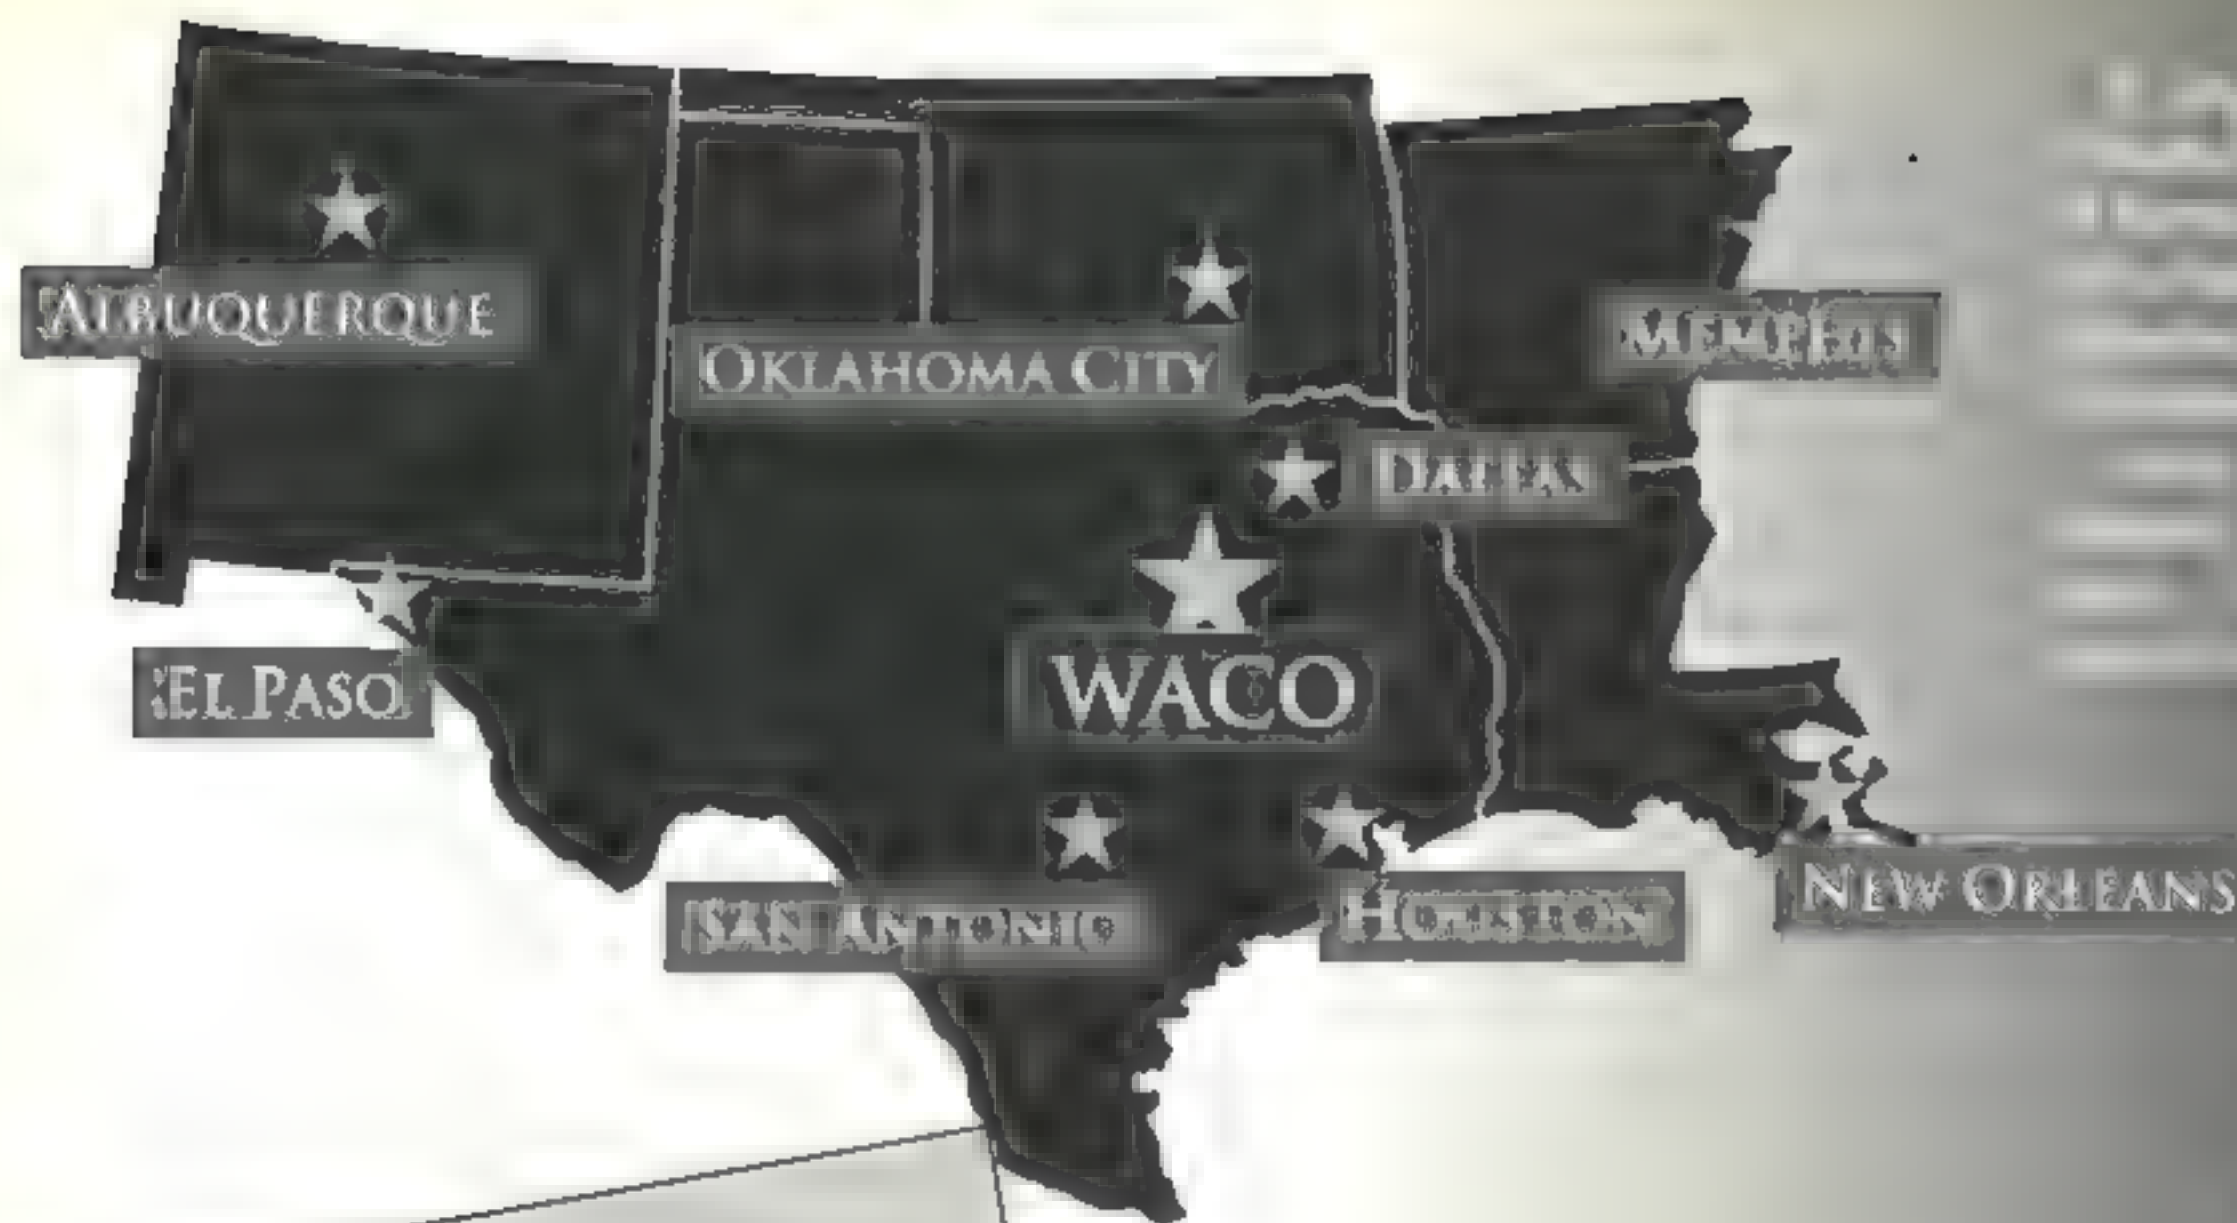 ALBUQUERQUE
MEMPHIS
OKLAHOMA CITY
DALLAS
WACO
EL PASO
NEW ORLEANS
SAN ANTONIO
HOUSTON